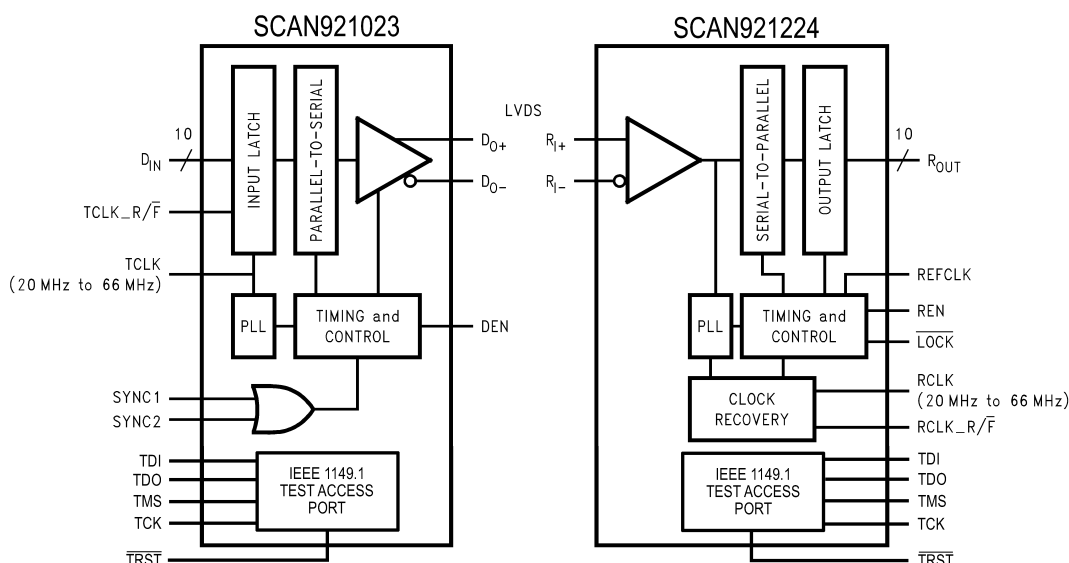 SCAN921023
10
D_IN
TCLK_R/F̅
TCLK
(20 MHz to 66 MHz)
INPUT LATCH
PARALLEL-TO-SERIAL
D_O+
D_O−
PLL
TIMING and
CONTROL
DEN
SYNC1
SYNC2
TDI
TDO
TMS
TCK
T̅R̅S̅T̅
IEEE 1149.1
TEST ACCESS
PORT
LVDS
SCAN921224
R_I+
R_I−
SERIAL-TO-PARALLEL
OUTPUT LATCH
10
R_OUT
PLL
TIMING and
CONTROL
REFCLK
REN
L̅O̅C̅K̅
CLOCK
RECOVERY
RCLK
(20 MHz to 66 MHz)
RCLK_R/F̅
IEEE 1149.1
TEST ACCESS
PORT
TDI
TDO
TMS
TCK
T̅R̅S̅T̅